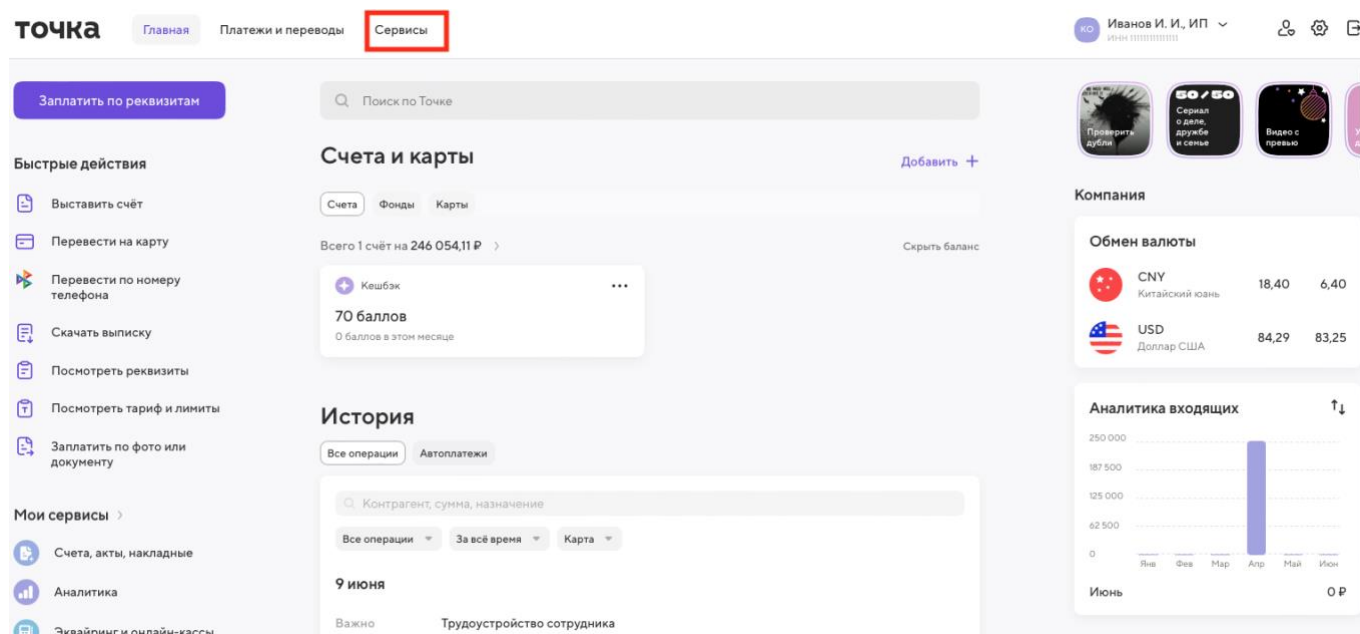 точка
Главная
Платежи и переводы
Сервисы
КО
Иванов И. И., ИП
ИНН 11111111111111
Заплатить по реквизитам
Быстрые действия
Выставить счёт
Перевести на карту
Перевести по номеру
телефона
Скачать выписку
Посмотреть реквизиты
Посмотреть тариф и лимиты
Заплатить по фото или
документу
Мои сервисы
Счета, акты, накладные
Аналитика
Эквайринг и онлайн-кассы
Поиск по Точке
Счета и карты
Добавить +
Счета
Фонды
Карты
Всего 1 счёт на 246 054,11 ₽
Скрыть баланс
Кешбэк
70 баллов
0 баллов в этом месяце
История
Все операции
Автоплатежи
Контрагент, сумма, назначение
Все операции
За всё время
Карта
9 июня
Важно
Трудоустройство сотрудника
Проверить
дубли
50/50
Сериал
о деле,
дружбе
и семье
Видео с
превью
Компания
Обмен валюты
CNY
Китайский юань
18,40
6,40
USD
Доллар США
84,29
83,25
Аналитика входящих
250 000
187 500
125 000
62 500
0
Янв
Фев
Мар
Апр
Май
Июн
Июнь
0 ₽